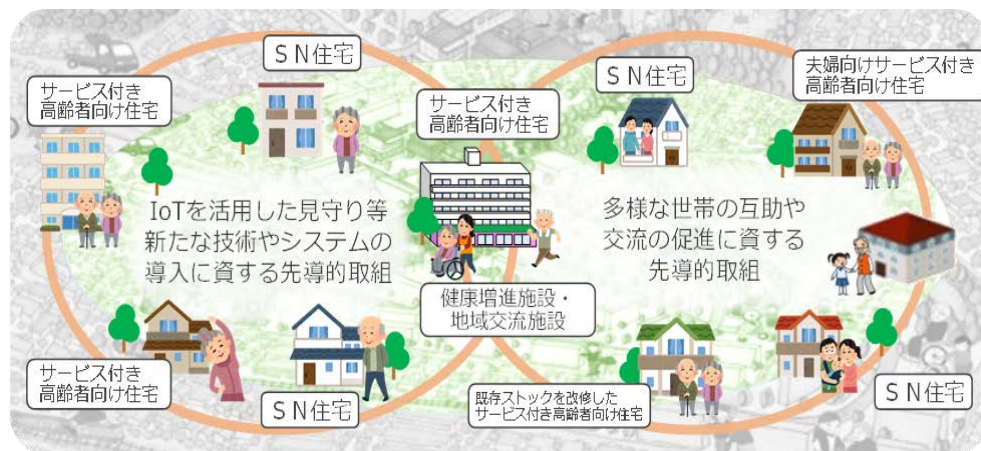 ＳＮ住宅
サービス付き
高齢者向け住宅
サービス付き
高齢者向け住宅
ＳＮ住宅
夫婦向けサービス付き
高齢者向け住宅
IoTを活用した見守り等
新たな技術やシステムの
導入に資する先導的取組
多様な世帯の互助や
交流の促進に資する
先導的取組
健康増進施設・
地域交流施設
サービス付き
高齢者向け住宅
ＳＮ住宅
既存ストックを改修した
サービス付き高齢者向け住宅
ＳＮ住宅